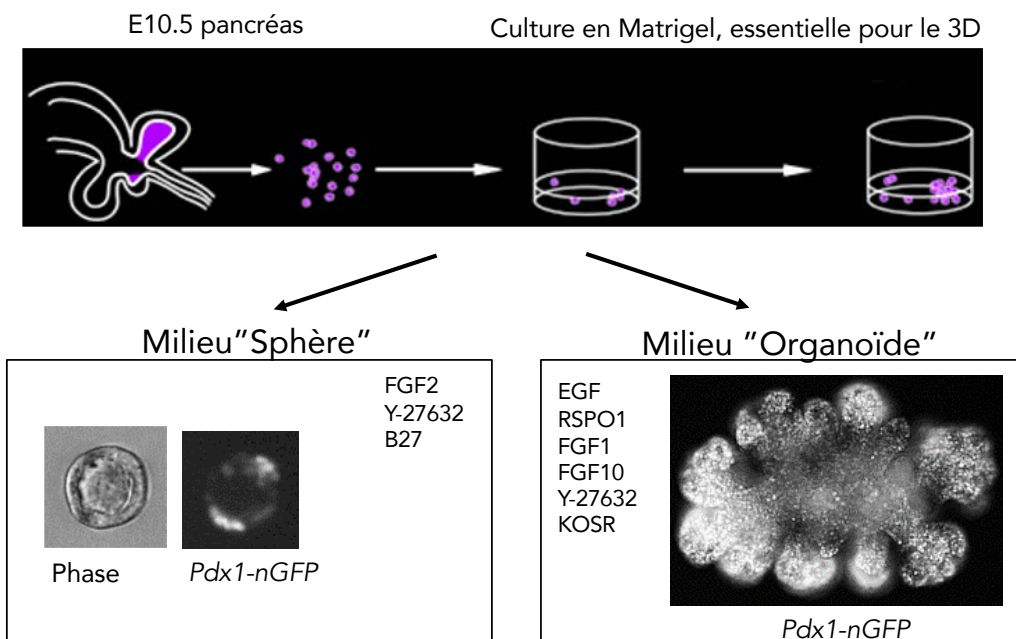 E10.5 pancréas
Culture en Matrigel, essentielle pour le 3D
Milieu"Sphère"
FGF2
Y-27632
B27
Phase
Pdx1-nGFP
Milieu "Organoïde"
EGF
RSPO1
FGF1
FGF10
Y-27632
KOSR
Pdx1-nGFP